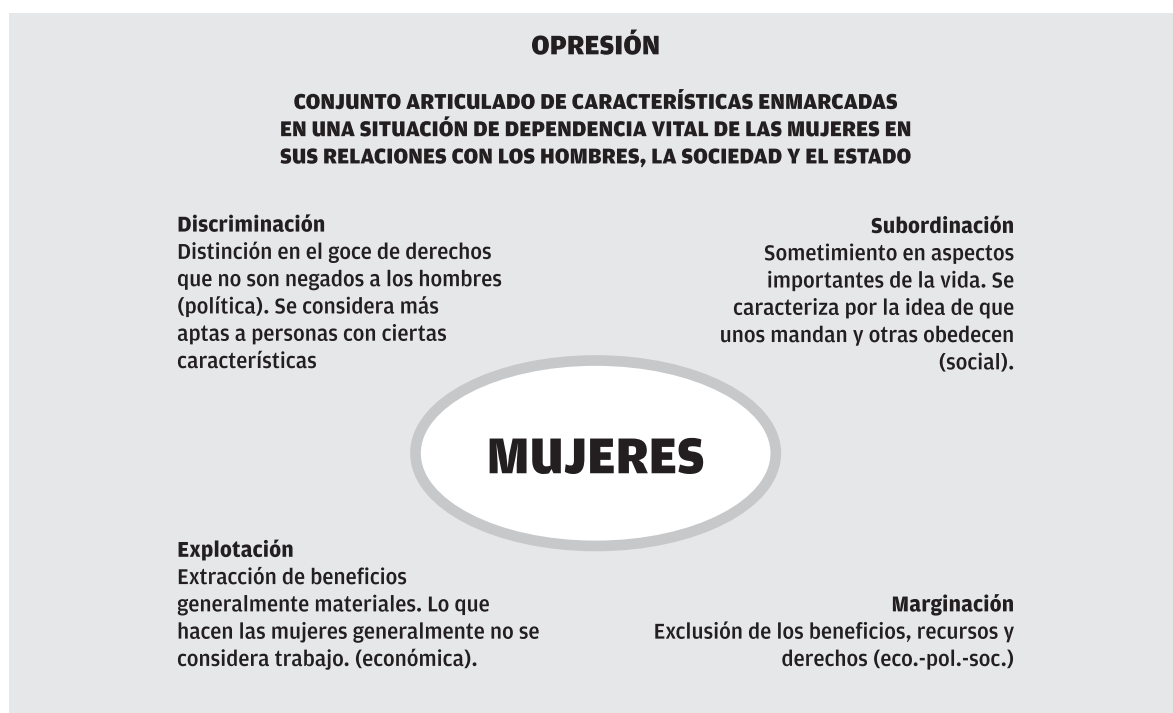 OPRESIÓN
CONJUNTO ARTICULADO DE CARACTERÍSTICAS ENMARCADAS
EN UNA SITUACIÓN DE DEPENDENCIA VITAL DE LAS MUJERES EN
SUS RELACIONES CON LOS HOMBRES, LA SOCIEDAD Y EL ESTADO
Discriminación
Distinción en el goce de derechos
que no son negados a los hombres
(política). Se considera más
aptas a personas con ciertas
características
Subordinación
Sometimiento en aspectos
importantes de la vida. Se
caracteriza por la idea de que
unos mandan y otras obedecen
(social).
MUJERES
Explotación
Extracción de beneficios
generalmente materiales. Lo que
hacen las mujeres generalmente no se
considera trabajo. (económica).
Marginación
Exclusión de los beneficios, recursos y
derechos (eco.-pol.-soc.)